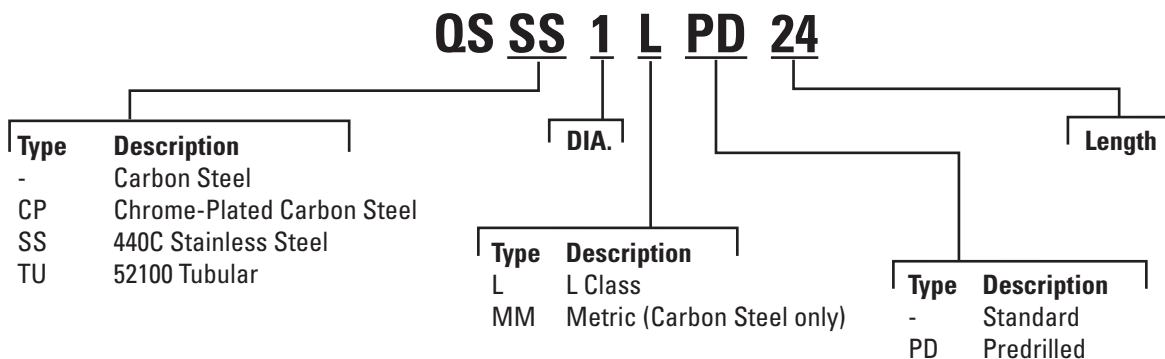 QS SS 1 L PD 24
Type Description
- Carbon Steel
CP Chrome-Plated Carbon Steel
SS 440C Stainless Steel
TU 52100 Tubular
DIA.
Type Description
L L Class
MM Metric (Carbon Steel only)
Type Description
- Standard
PD Predrilled
Length